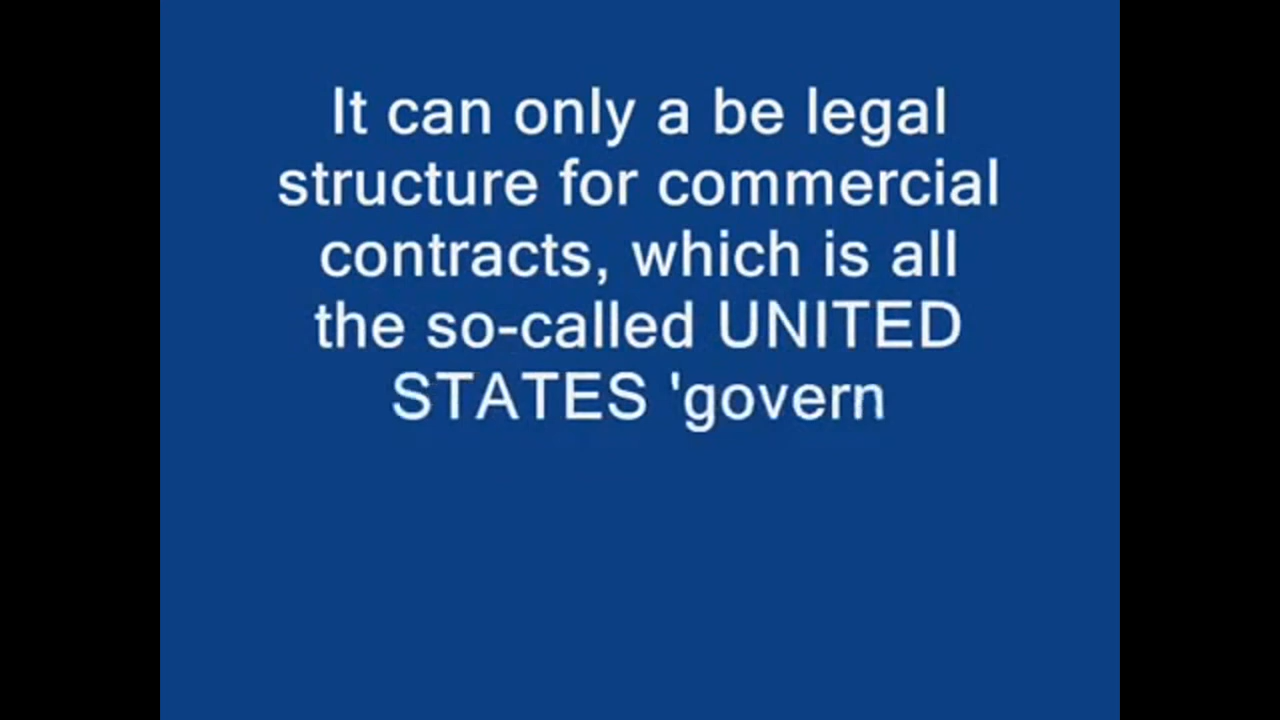 It can only a be legal
structure for commercial
contracts, which is all
the so-called UNITED
STATES 'govern